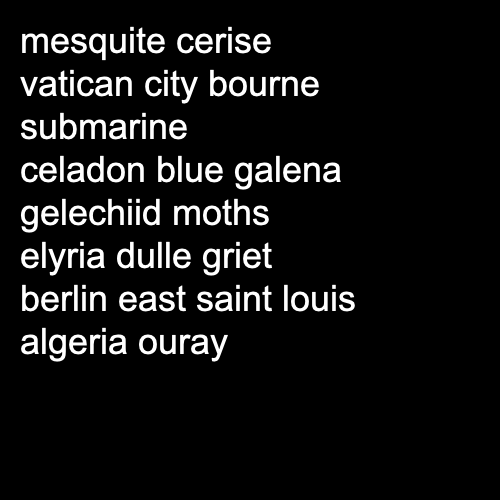 mesquite cerise
vatican city bourne
submarine
celadon blue galena
gelechiid moths
elyria dulle griet
berlin east saint louis
algeria ouray